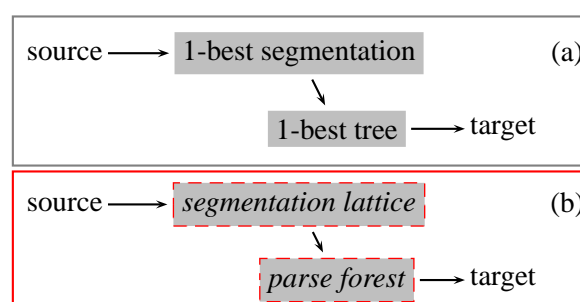 source 1-best segmentation (a)
1-best tree target
source segmentation lattice (b)
parse forest target